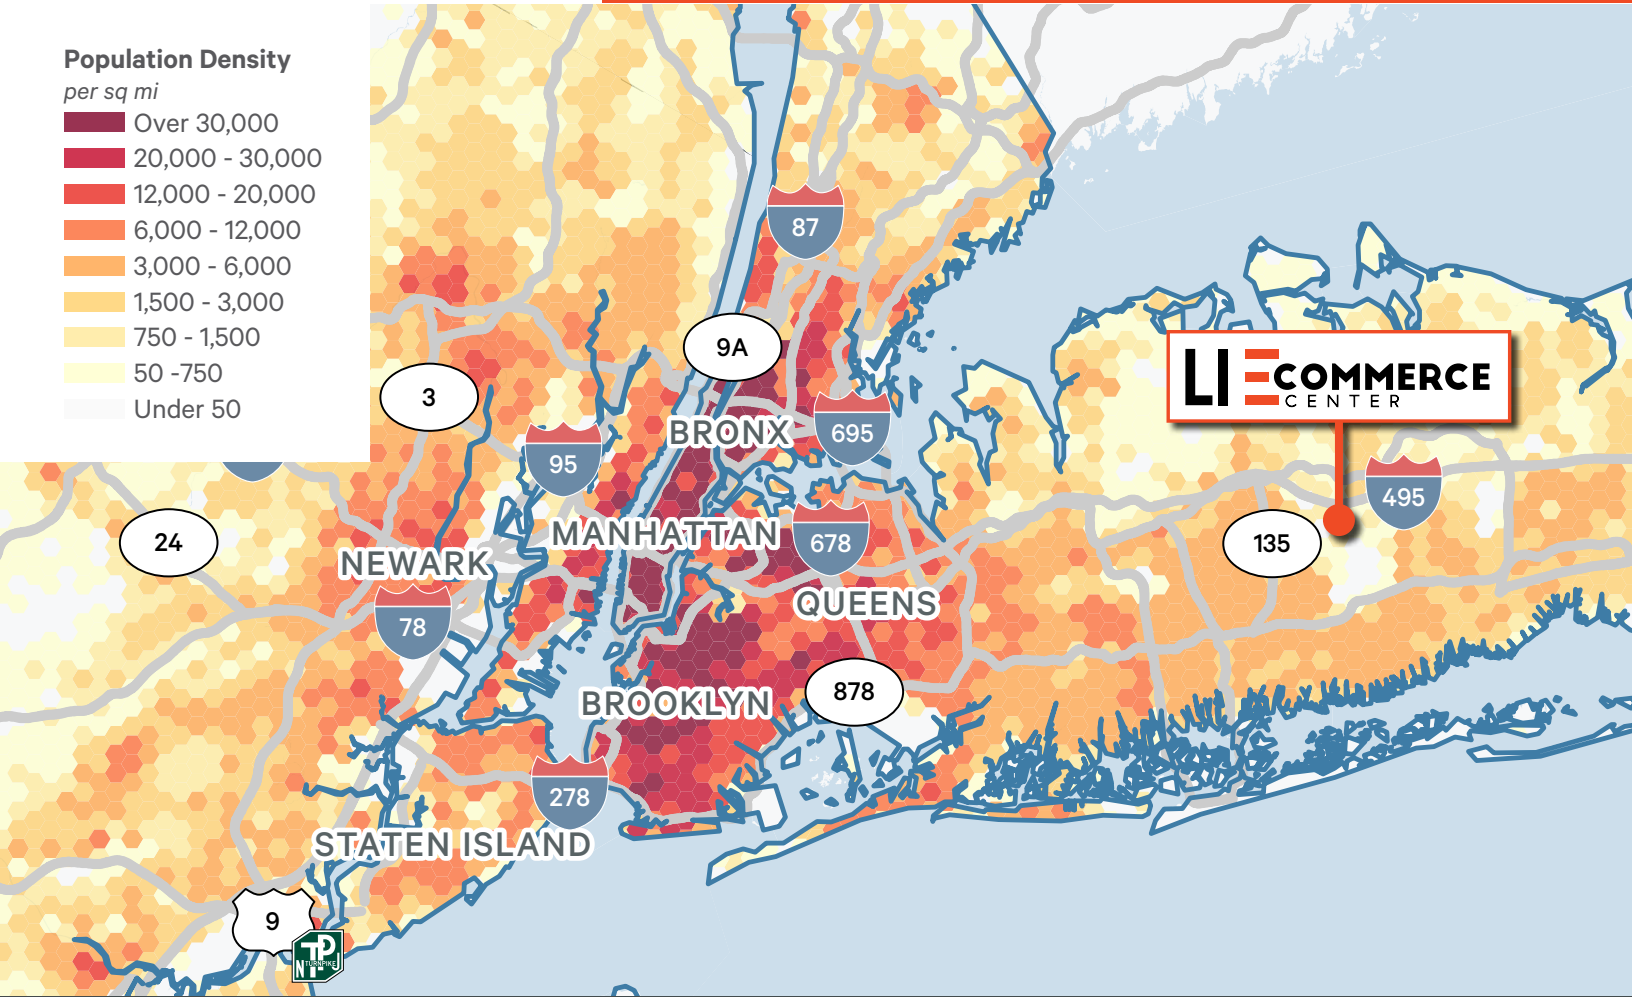 Population Density
per sq mi
Over 30,000
20,000 - 30,000
12,000 - 20,000
6,000 - 12,000
3,000 - 6,000
1,500 - 3,000
750 - 1,500
50 -750
Under 50
87
9A
3
LI ECOMMERCE
CENTER
BRONX
695
95
495
24
MANHATTAN
678
135
NEWARK
78
QUEENS
BROOKLYN
878
278
STATEN ISLAND
9
TP
N TURNPIKE J